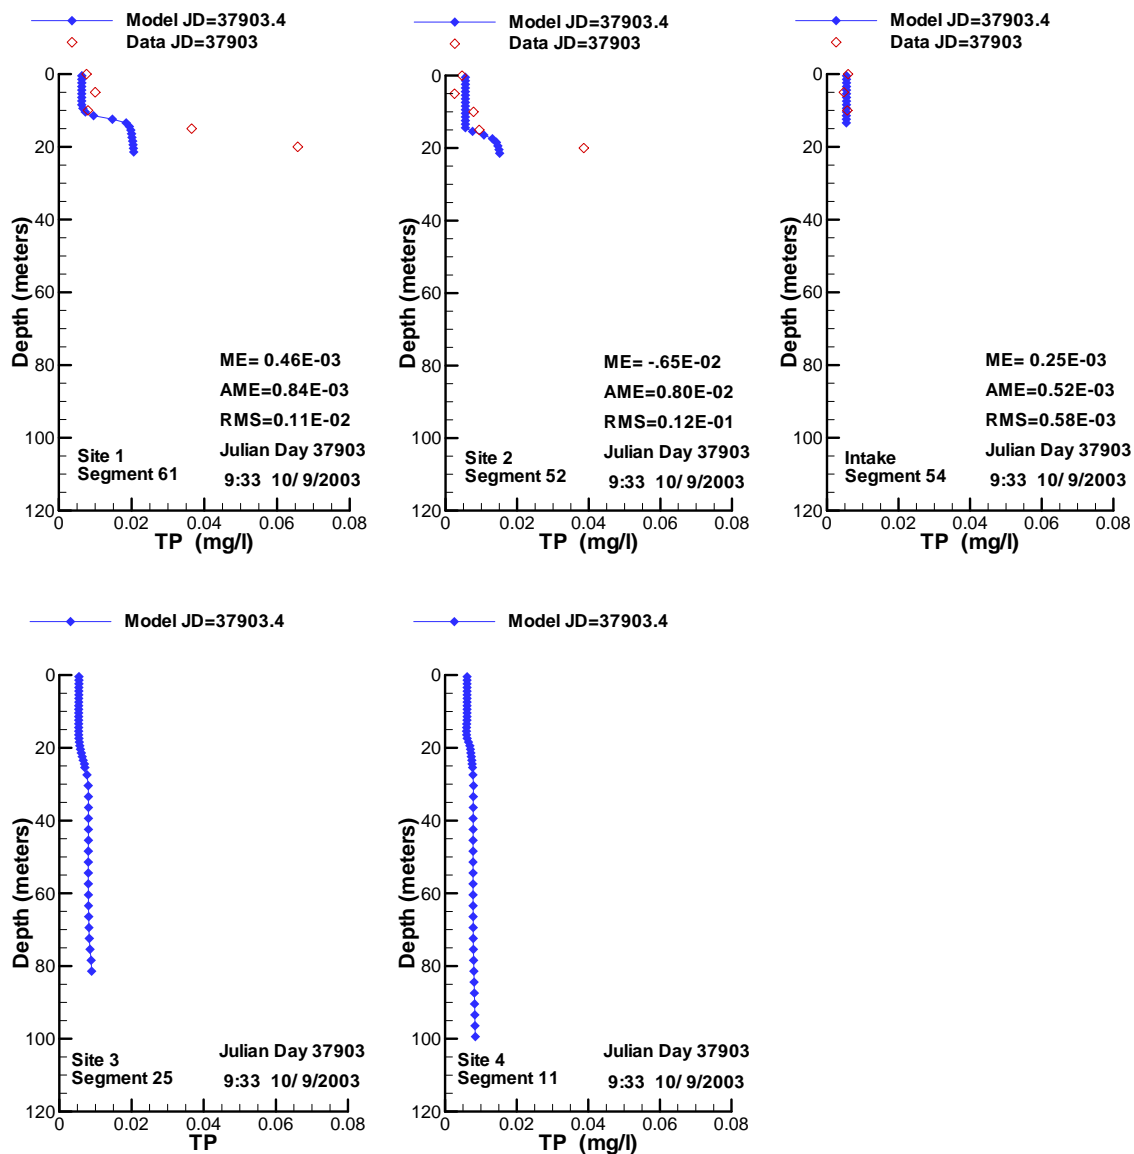 Model JD=37903.4
Data JD=37903
0
20
40
60
80
100
120
Depth (meters)
ME= 0.46E-03
AME=0.84E-03
RMS=0.11E-02
Julian Day 37903
9:33 10/ 9/2003
Site 1
Segment 61
0 0.02 0.04 0.06 0.08
TP (mg/l)
Model JD=37903.4
Data JD=37903
0
20
40
60
80
100
120
Depth (meters)
ME= -.65E-02
AME=0.80E-02
RMS=0.12E-01
Julian Day 37903
9:33 10/ 9/2003
Site 2
Segment 52
0 0.02 0.04 0.06 0.08
TP (mg/l)
Model JD=37903.4
Data JD=37903
0
20
40
60
80
100
120
Depth (meters)
ME= 0.25E-03
AME=0.52E-03
RMS=0.58E-03
Julian Day 37903
9:33 10/ 9/2003
Intake
Segment 54
0 0.02 0.04 0.06 0.08
TP (mg/l)
Model JD=37903.4
0
20
40
60
80
100
120
Depth (meters)
Julian Day 37903
9:33 10/ 9/2003
Site 3
Segment 25
0 0.02 0.04 0.06 0.08
TP
Model JD=37903.4
0
20
40
60
80
100
120
Depth (meters)
Julian Day 37903
9:33 10/ 9/2003
Site 4
Segment 11
0 0.02 0.04 0.06 0.08
TP (mg/l)